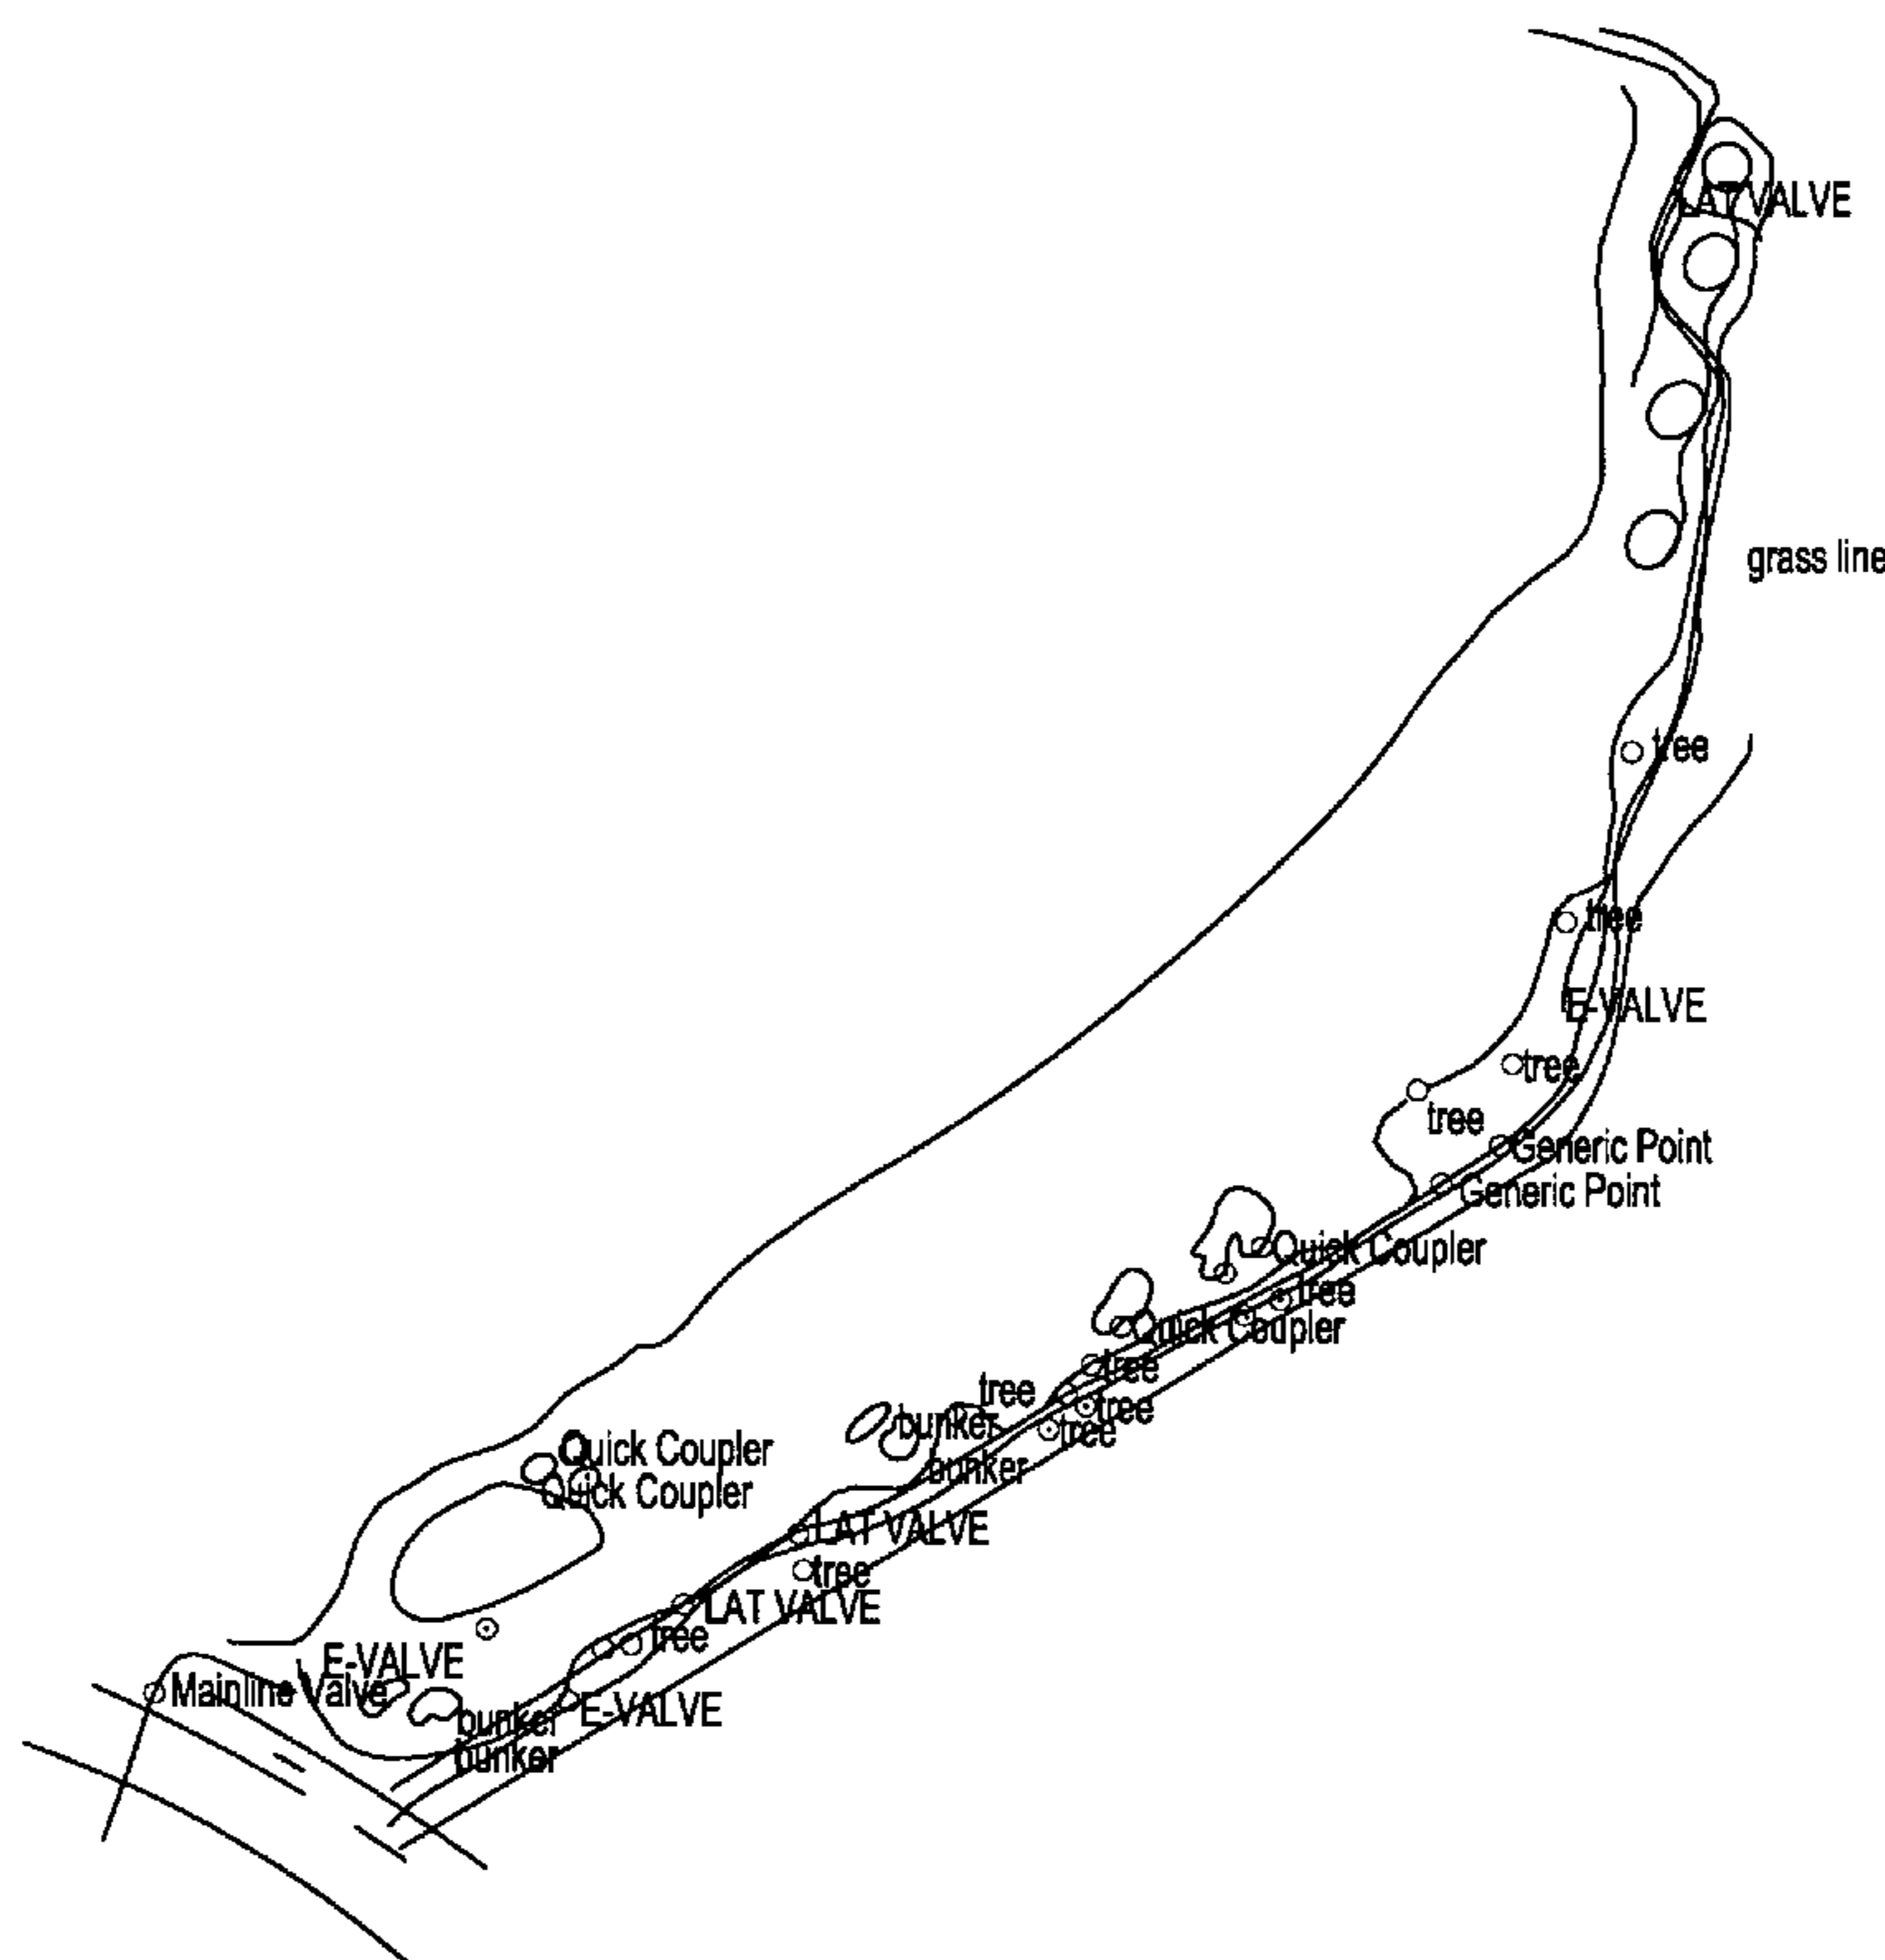 LAT VALVE
grass line
tree
tree
E-VALVE
tree
tree
Generic Point
Generic Point
Quick Coupler
tree
Quick Coupler
tree
tree
tree
tree
bunker
bunker
Quick Coupler
Quick Coupler
LAT VALVE
tree
LAT VALVE
tree
E-VALVE
Mainline Valve
E-VALVE
bunker
bunker